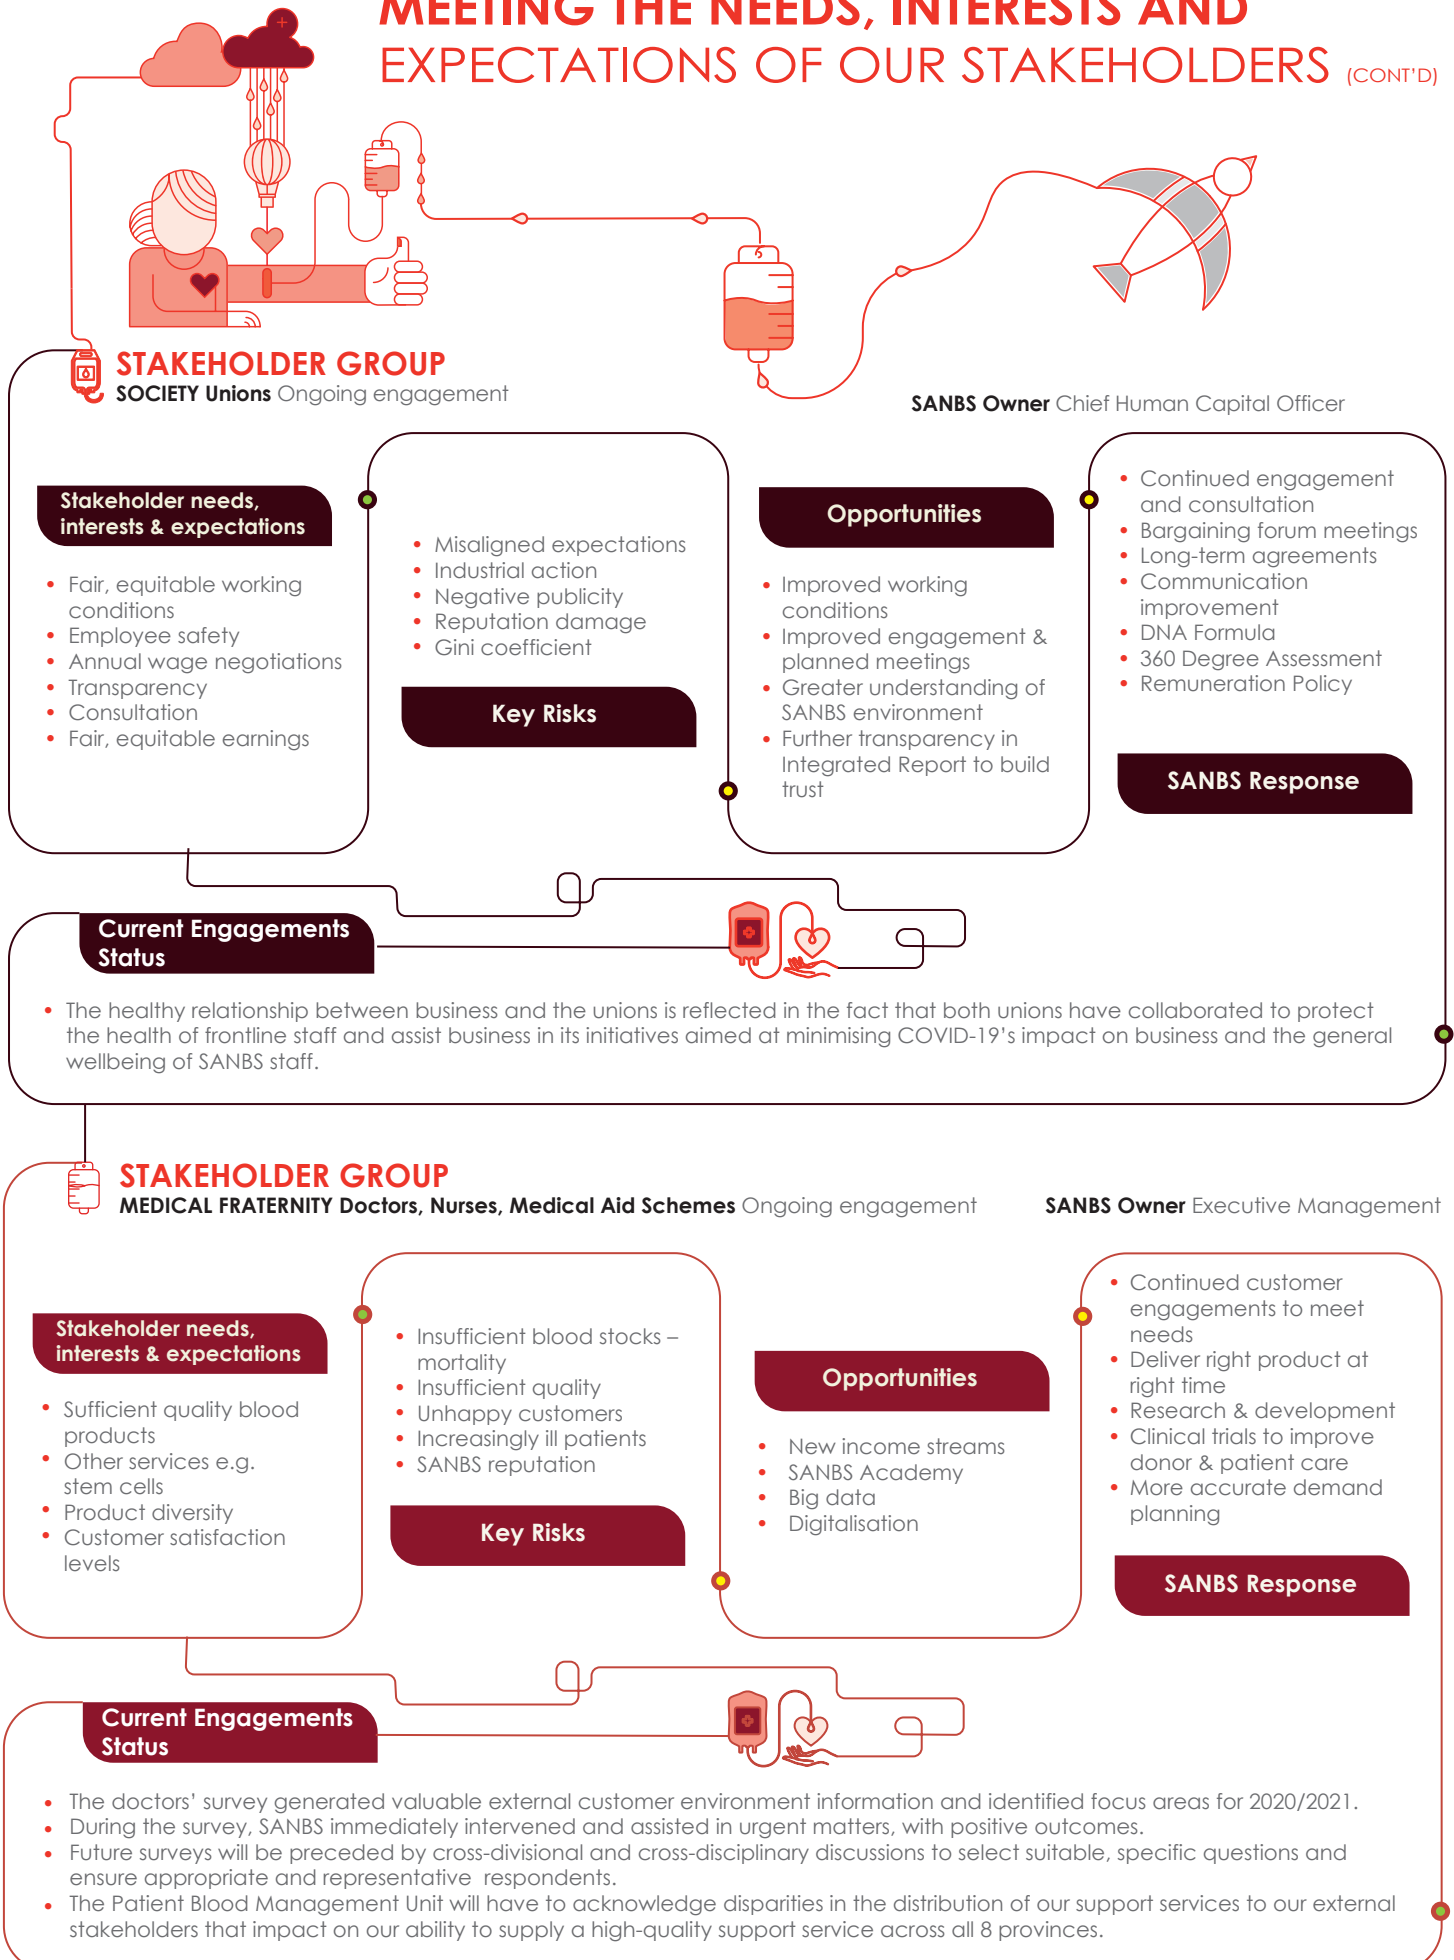 MEETING THE NEEDS, INTERESTS AND
EXPECTATIONS OF OUR STAKEHOLDERS (CONT'D)
STAKEHOLDER GROUP
SOCIETY Unions Ongoing engagement
SANBS Owner Chief Human Capital Officer
Stakeholder needs,
interests & expectations
• Fair, equitable working
conditions
• Employee safety
• Annual wage negotiations
• Transparency
• Consultation
• Fair, equitable earnings
• Misaligned expectations
• Industrial action
• Negative publicity
• Reputation damage
• Gini coefficient
Key Risks
Opportunities
• Improved working
conditions
• Improved engagement &
planned meetings
• Greater understanding of
SANBS environment
• Further transparency in
Integrated Report to build
trust
• Continued engagement
and consultation
• Bargaining forum meetings
• Long-term agreements
• Communication
improvement
• DNA Formula
• 360 Degree Assessment
• Remuneration Policy
SANBS Response
Current Engagements
Status
• The healthy relationship between business and the unions is reflected in the fact that both unions have collaborated to protect
the health of frontline staff and assist business in its initiatives aimed at minimising COVID-19's impact on business and the general
wellbeing of SANBS staff.
STAKEHOLDER GROUP
MEDICAL FRATERNITY Doctors, Nurses, Medical Aid Schemes Ongoing engagement
SANBS Owner Executive Management
Stakeholder needs,
interests & expectations
• Sufficient quality blood
products
• Other services e.g.
stem cells
• Product diversity
• Customer satisfaction
levels
• Insufficient blood stocks –
mortality
• Insufficient quality
• Unhappy customers
• Increasingly ill patients
• SANBS reputation
Key Risks
Opportunities
• New income streams
• SANBS Academy
• Big data
• Digitalisation
• Continued customer
engagements to meet
needs
• Deliver right product at
right time
• Research & development
• Clinical trials to improve
donor & patient care
• More accurate demand
planning
SANBS Response
Current Engagements
Status
• The doctors' survey generated valuable external customer environment information and identified focus areas for 2020/2021.
• During the survey, SANBS immediately intervened and assisted in urgent matters, with positive outcomes.
• Future surveys will be preceded by cross-divisional and cross-disciplinary discussions to select suitable, specific questions and
ensure appropriate and representative respondents.
• The Patient Blood Management Unit will have to acknowledge disparities in the distribution of our support services to our external
stakeholders that impact on our ability to supply a high-quality support service across all 8 provinces.